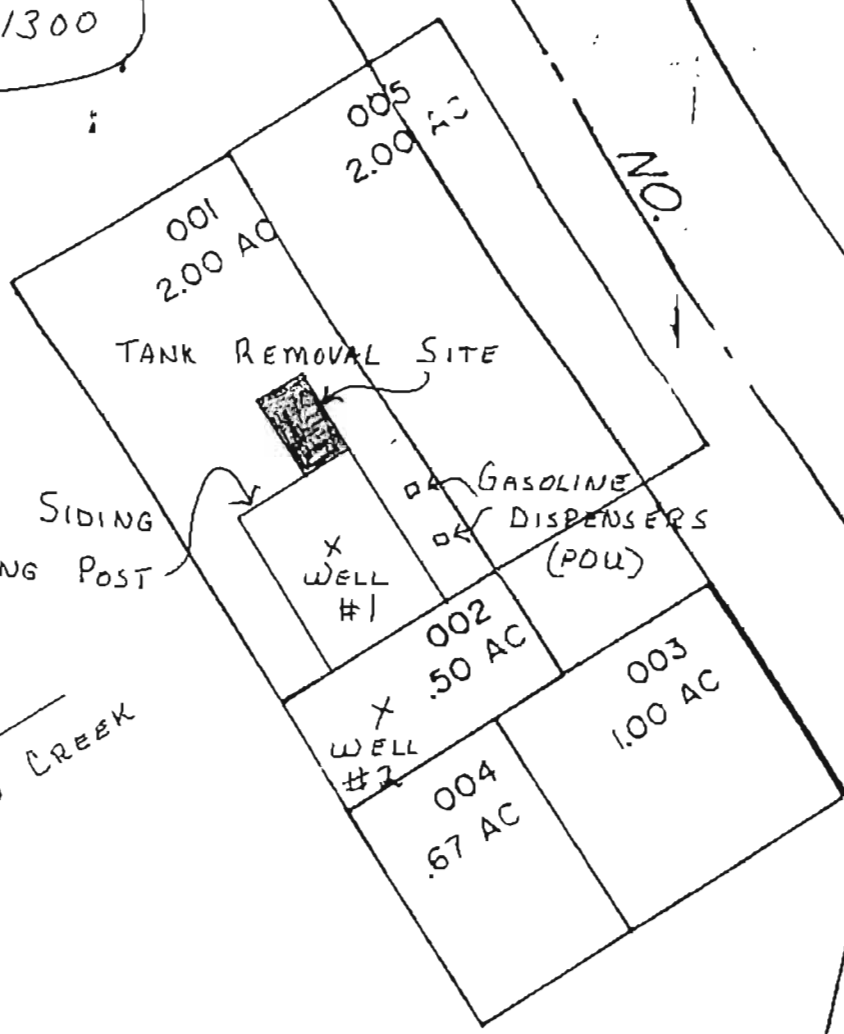 1300
005
2.00 AC
NO.
001
2.00 AC
TANK REMOVAL SITE
GASOLINE
DISPENSERS
(POU)
SIDING
NG POST
X
WELL
#1
002
.50 AC
003
1.00 AC
X
WELL
#2
CREEK
004
.67 AC